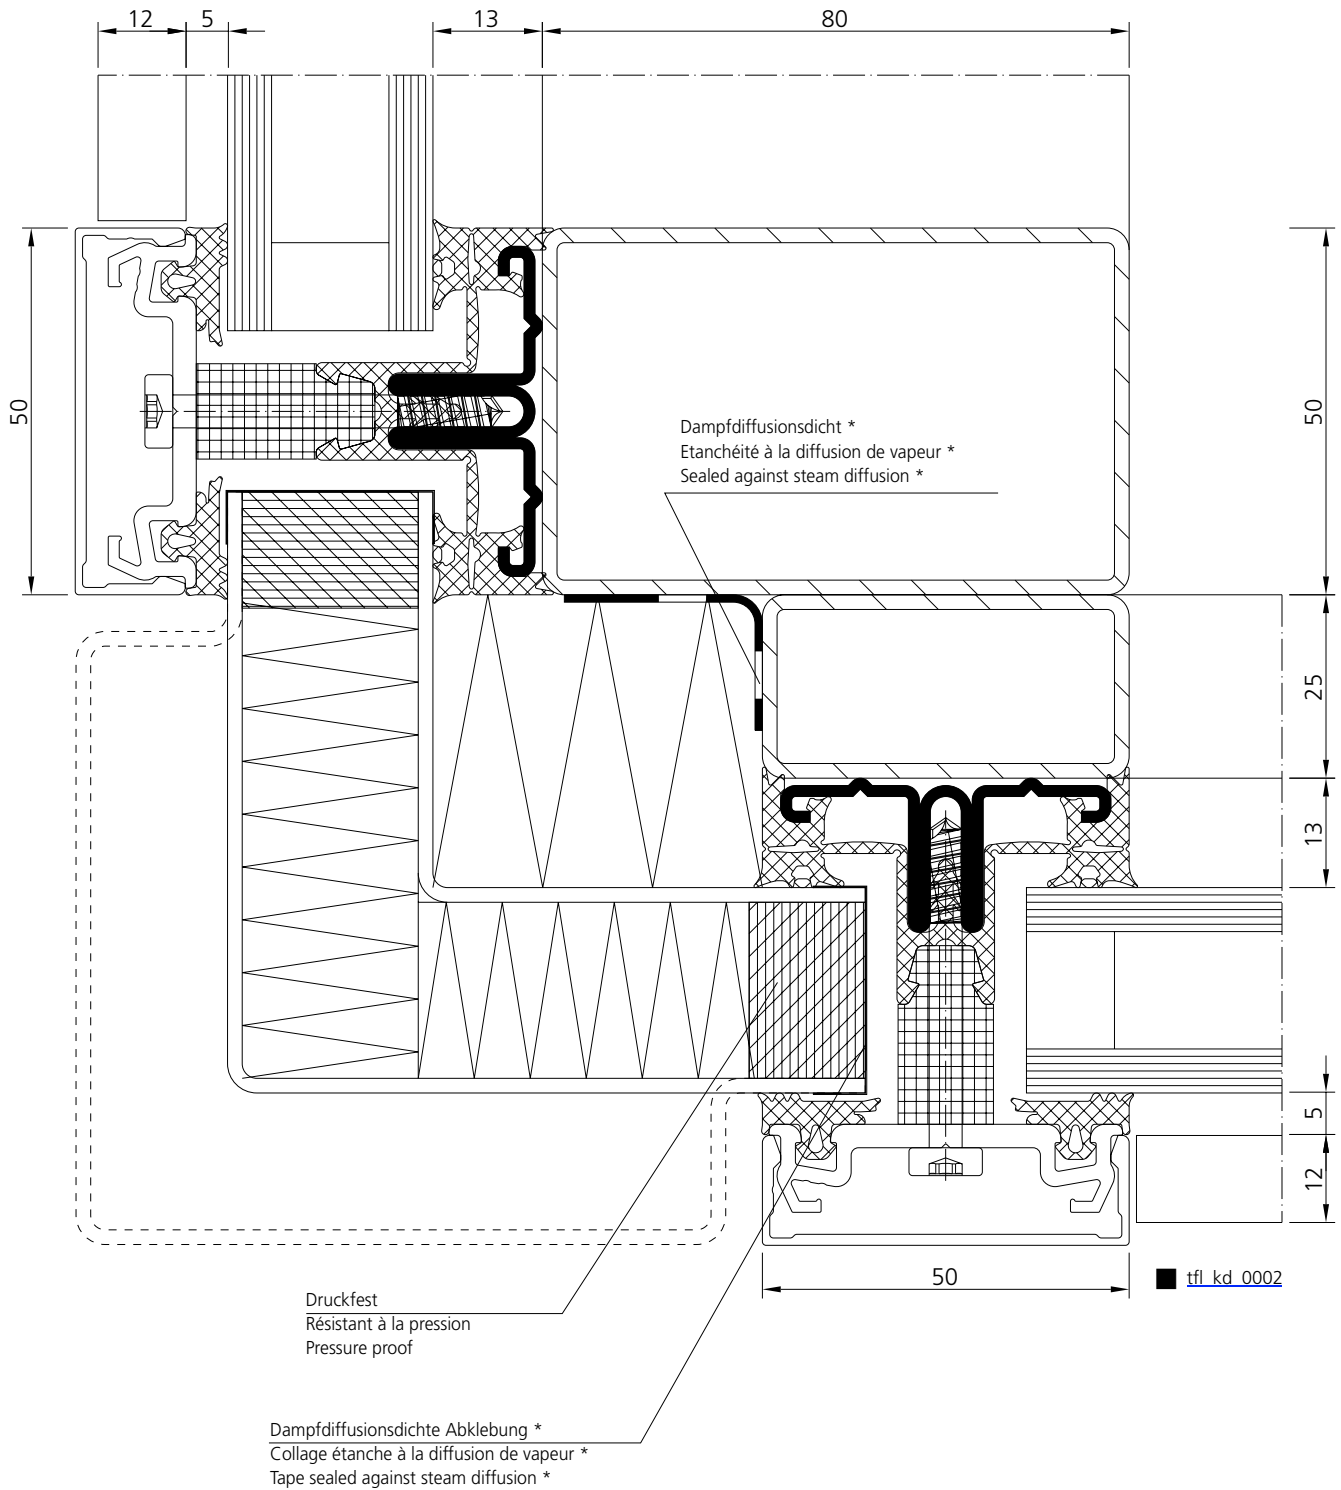 12
5
13
80
50
50
Dampfdiffusionsdicht *
Etanchéité à la diffusion de vapeur *
Sealed against steam diffusion *
25
13
5
12
50
tfl_kd_0002
Druckfest
Résistant à la pression
Pressure proof
Dampfdiffusionsdichte Abklebung *
Collage étanche à la diffusion de vapeur *
Tape sealed against steam diffusion *